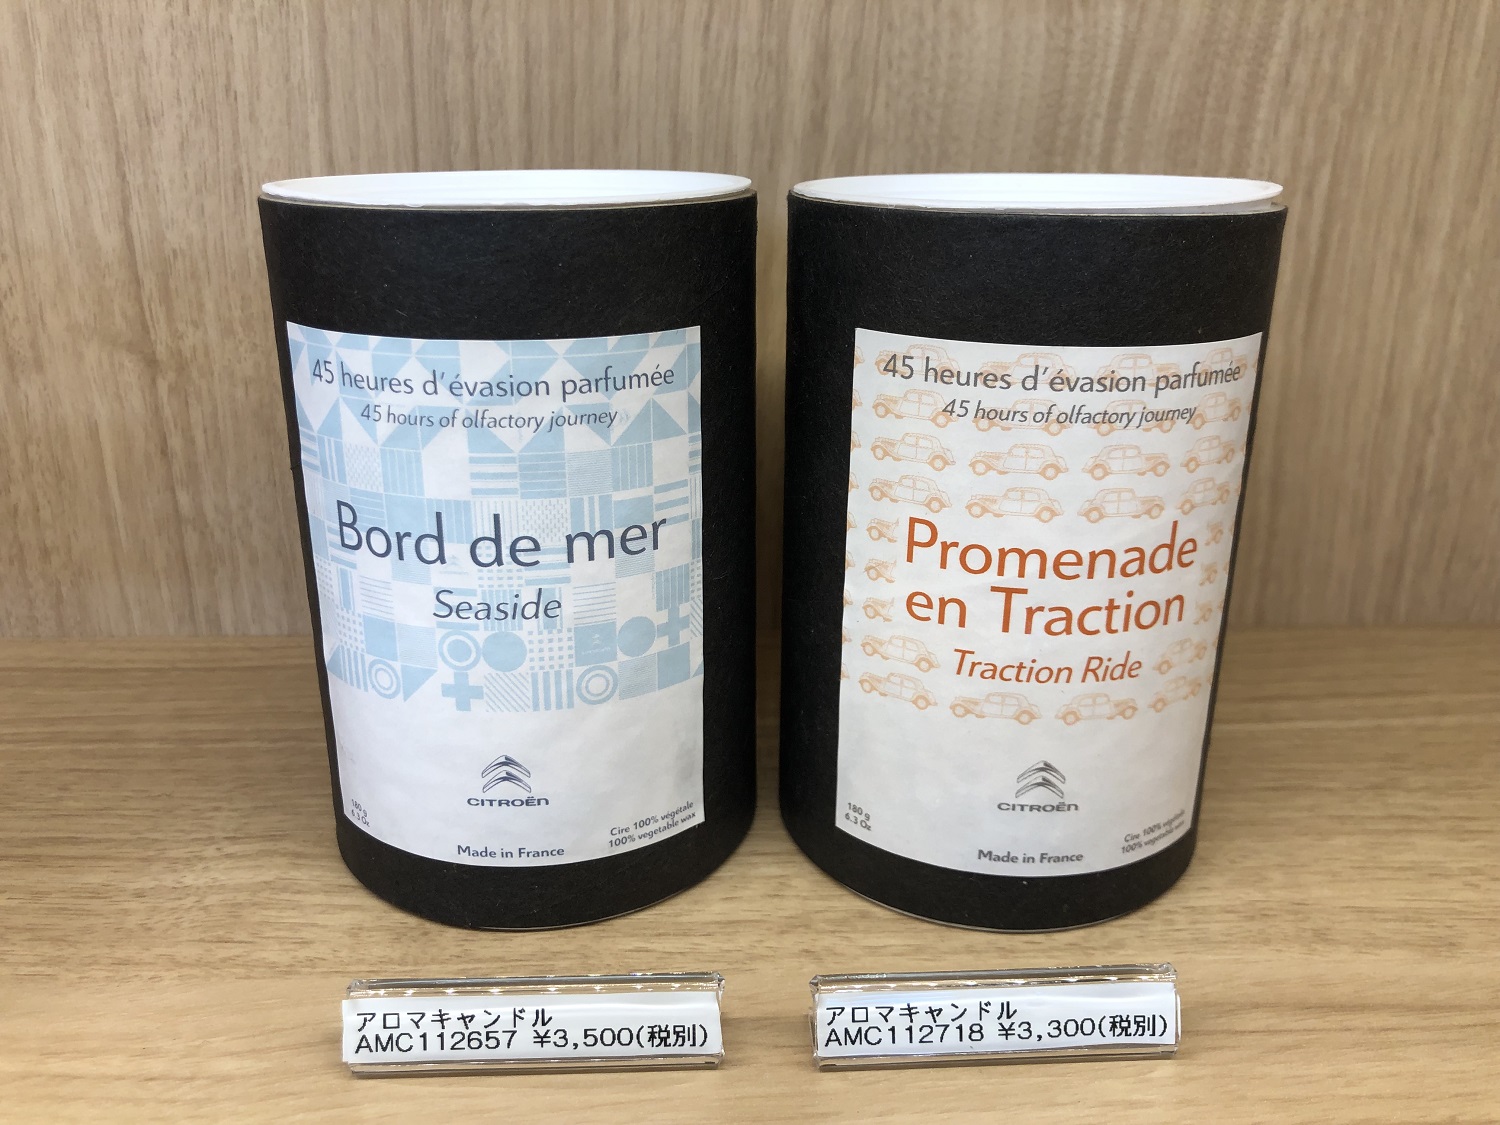 45 heures d'évasion parfumée
45 hours of olfactory journey
Bord de mer
Seaside
CITROËN
180 g
6.3 Oz
Cire 100% végétale
100% vegetable wax
Made in France
45 heures d'évasion parfumée
45 hours of olfactory journey
Promenade
en Traction
Traction Ride
CITROËN
180 g
6.3 Oz
Cire 100% végétale
100% vegetable wax
Made in France
アロマキャンドル
AMC112657 ¥3,500(税別)
アロマキャンドル
AMC112718 ¥3,300(税別)